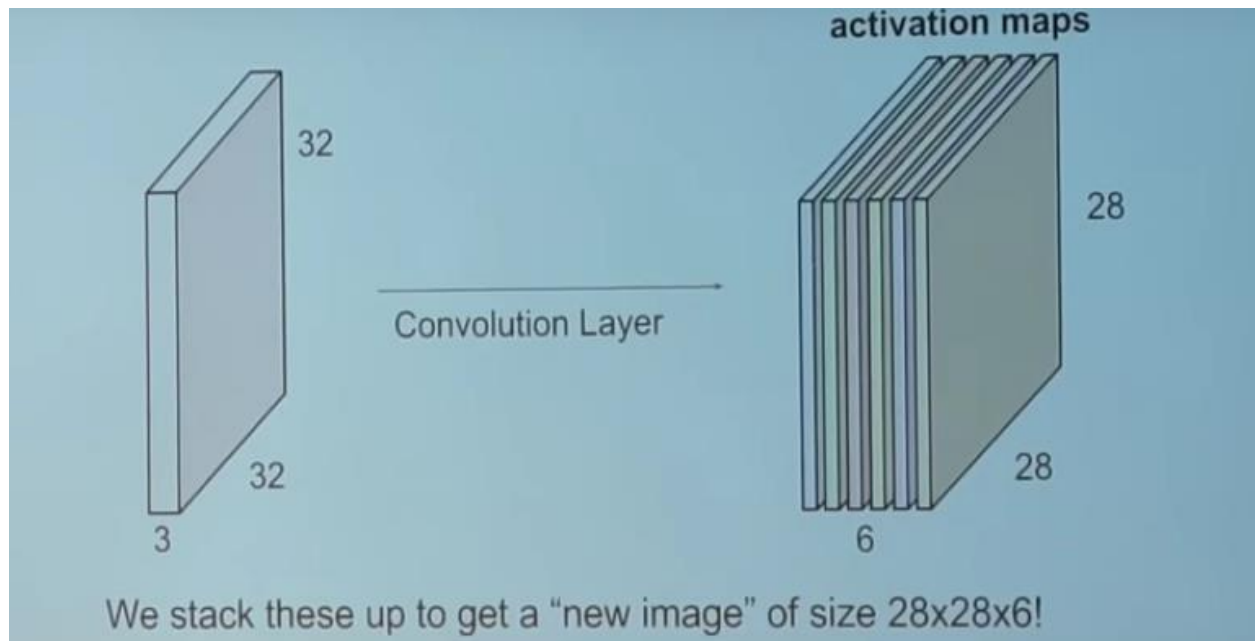 activation maps
32
28
Convolution Layer
32
28
3
6
We stack these up to get a “new image” of size 28x28x6!